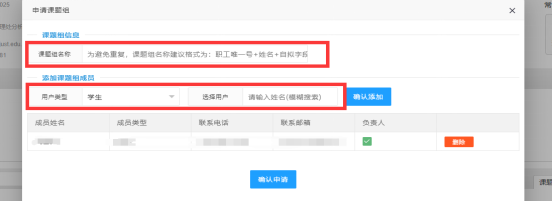 2025
申请课题组
×
常
课题组信息
课题组名称 为避免重复，课题组名称建议格式为：职工唯一号+姓名+自拟字段
添加课题组成员
用户类型 学生 选择用户 请输入姓名(模糊搜索) 确认添加
成员姓名 成员类型 联系电话 联系邮箱 负责人
删除
确认申请
课题